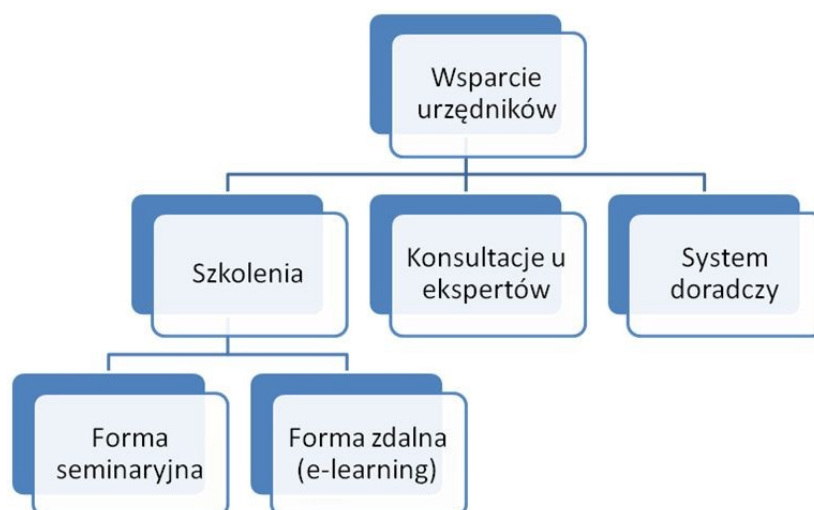 Wsparcie
urzędników
Szkolenia
Konsultacje u
ekspertów
System
doradczy
Forma
seminaryjna
Forma zdalna
(e-learning)